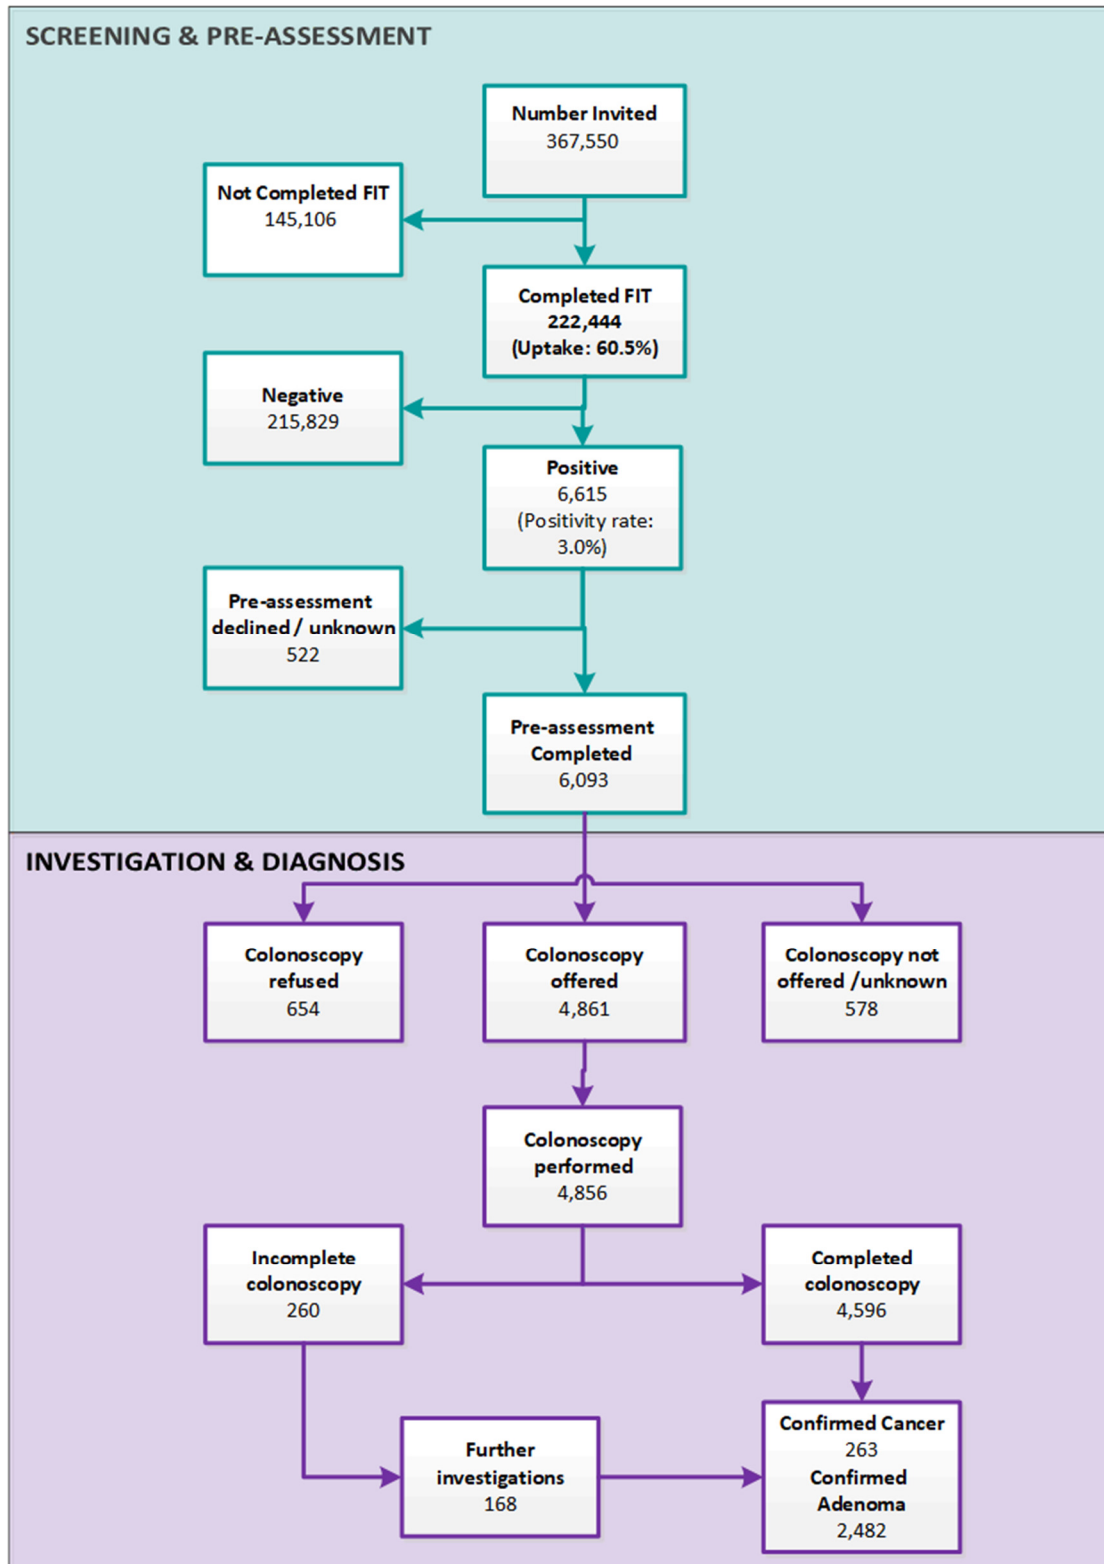 SCREENING & PRE-ASSESSMENT
Number Invited
367,550
Not Completed FIT
145,106
Completed FIT
222,444
(Uptake: 60.5%)
Negative
215,829
Positive
6,615
(Positivity rate:
3.0%)
Pre-assessment
declined / unknown
522
Pre-assessment
Completed
6,093
INVESTIGATION & DIAGNOSIS
Colonoscopy
refused
654
Colonoscopy
offered
4,861
Colonoscopy not
offered /unknown
578
Colonoscopy
performed
4,856
Incomplete
colonoscopy
260
Completed
colonoscopy
4,596
Further
investigations
168
Confirmed Cancer
263
Confirmed
Adenoma
2,482